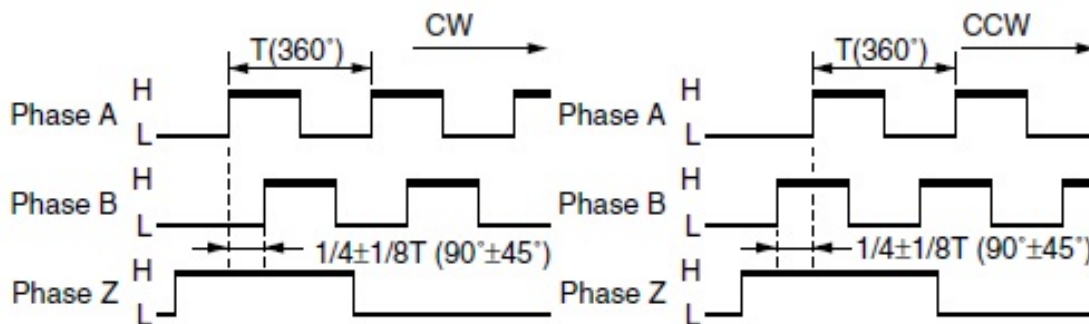 CW
T(360°)
H
Phase A
L
H
Phase B
L
1/4±1/8T (90°±45°)
H
Phase Z
L
CCW
T(360°)
H
Phase A
L
H
Phase B
L
1/4±1/8T (90°±45°)
H
Phase Z
L